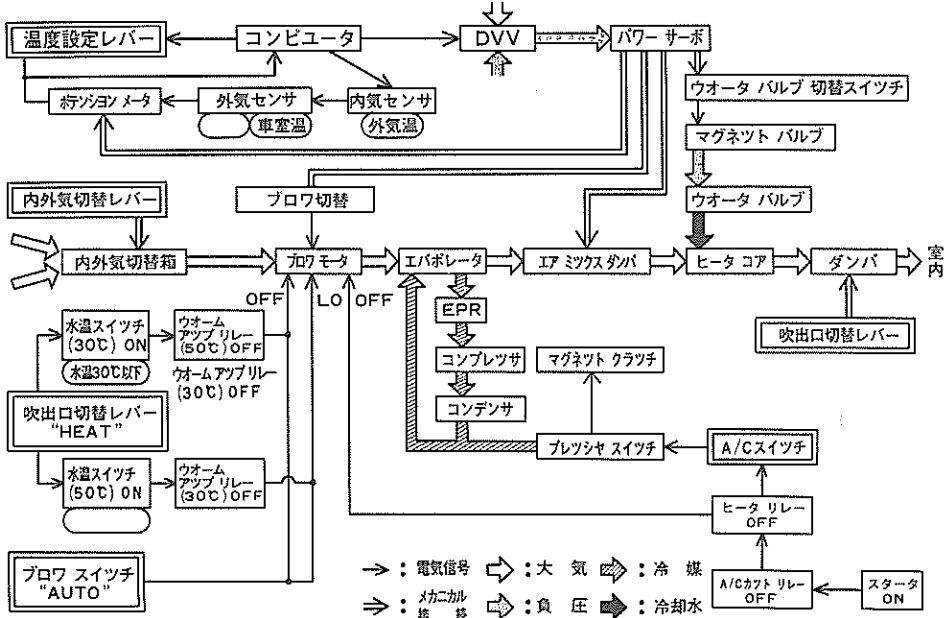 温度設定レバー
コンピュータ
DVV
パワー サーボ
ポテンション メータ
外気センサ
内気センサ
車室温
外気温
ウオータ バルブ 切替スイッチ
マグネット バルブ
ウオータ バルブ
内外気切替レバー
ブロワ切替
内外気切替箱
ブロワ モータ
エバポレータ
エア ミックス ダンパ
ヒータ コア
ダンパ
室内
OFF
LO
OFF
EPR
コンプレッサ
コンデンサ
マグネット クラッチ
プレッシャ スイッチ
A/Cスイッチ
吹出口切替レバー
水温スイッチ
(30℃) ON
水温30℃以下
ウオーム
アップ リレー
(50℃) OFF
ウオーム アップ リレー
(30℃) OFF
吹出口切替レバー
"HEAT"
水温スイッチ
(50℃) ON
ウオーム
アップ リレー
(30℃) OFF
ヒータ リレー
OFF
ブロワ スイッチ
"AUTO"
A/Cカット リレー
OFF
スタータ
ON
：電気信号
：大 気
：冷 媒
：メカニカル
接 続
：負 圧
：冷却水